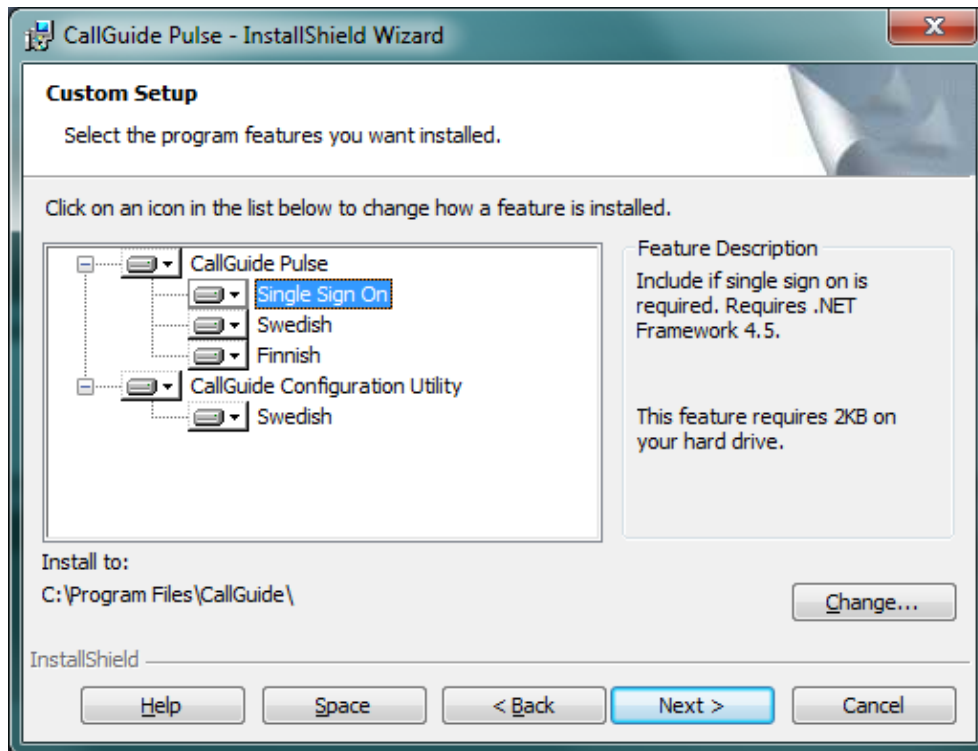 CallGuide Pulse - InstallShield Wizard
Custom Setup
Select the program features you want installed.
Click on an icon in the list below to change how a feature is installed.
CallGuide Pulse
Single Sign On
Swedish
Finnish
CallGuide Configuration Utility
Swedish
Feature Description
Include if single sign on is
required. Requires .NET
Framework 4.5.
This feature requires 2KB on
your hard drive.
Install to:
C:\Program Files\CallGuide\
Change...
InstallShield
Help
Space
< Back
Next >
Cancel